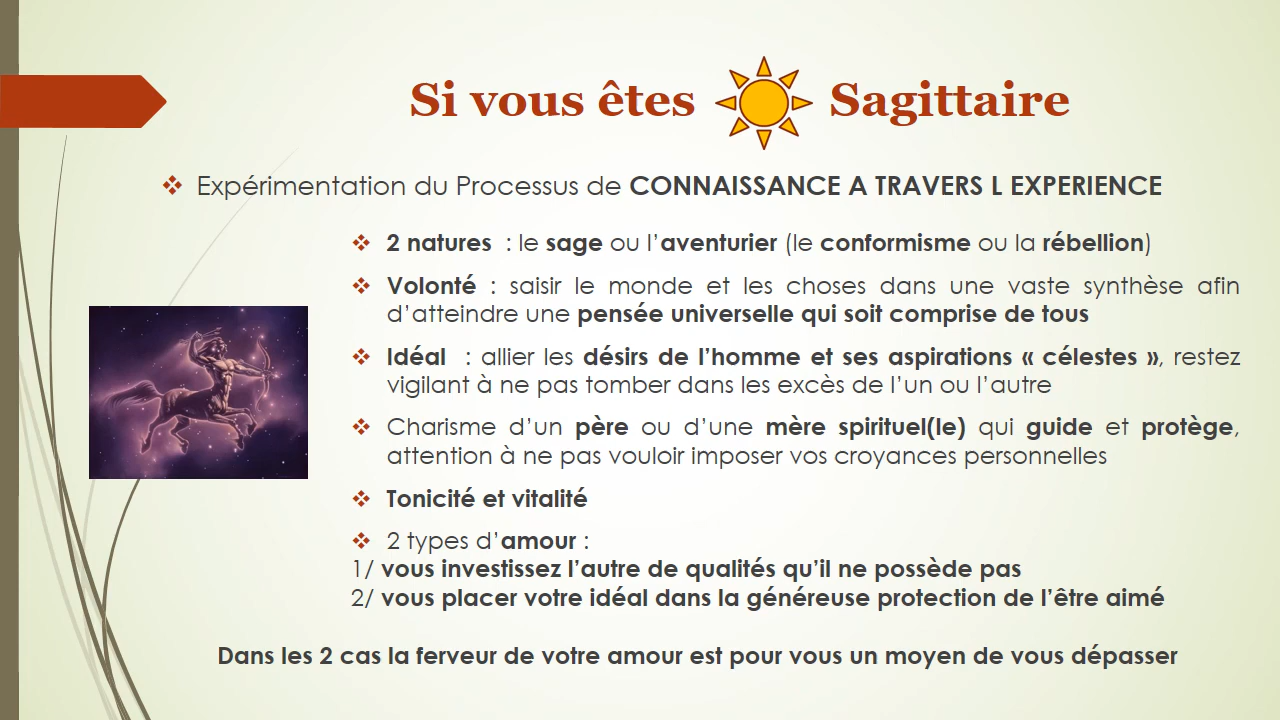 Si vous êtes Sagittaire
Expérimentation du Processus de CONNAISSANCE A TRAVERS L EXPERIENCE
2 natures : le sage ou l’aventurier (le conformisme ou la rébellion)
Volonté : saisir le monde et les choses dans une vaste synthèse afin
d’atteindre une pensée universelle qui soit comprise de tous
Idéal : allier les désirs de l’homme et ses aspirations « célestes », restez
vigilant à ne pas tomber dans les excès de l’un ou l’autre
Charisme d’un père ou d’une mère spirituel(le) qui guide et protège,
attention à ne pas vouloir imposer vos croyances personnelles
Tonicité et vitalité
2 types d’amour :
1/ vous investissez l’autre de qualités qu’il ne possède pas
2/ vous placer votre idéal dans la généreuse protection de l’être aimé
Dans les 2 cas la ferveur de votre amour est pour vous un moyen de vous dépasser